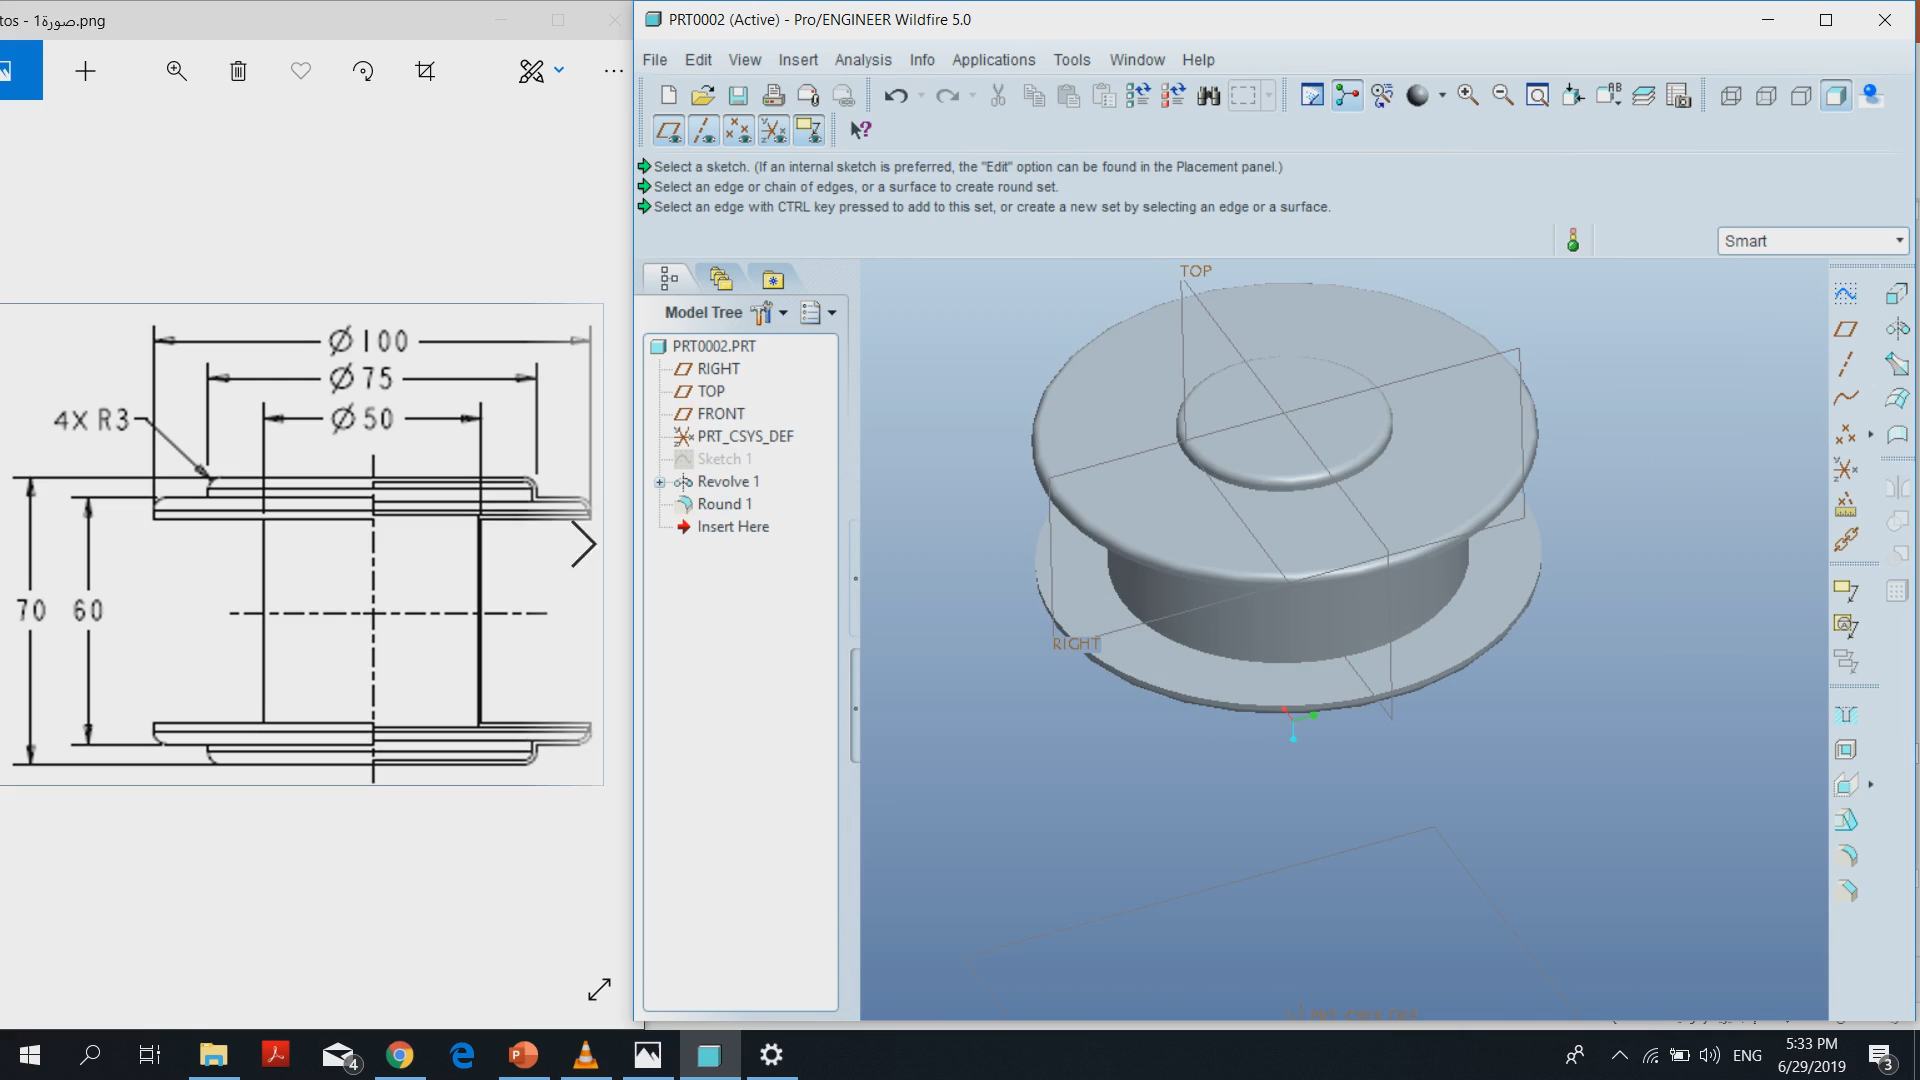 tos - صورة1.png
PRT0002 (Active) - Pro/ENGINEER Wildfire 5.0
File Edit View Insert Analysis Info Applications Tools Window Help
Select a sketch. (If an internal sketch is preferred, the "Edit" option can be found in the Placement panel.)
Select an edge or chain of edges, or a surface to create round set.
Select an edge with CTRL key pressed to add to this set, or create a new set by selecting an edge or a surface.
Smart
Model Tree
PRT0002.PRT
RIGHT
TOP
FRONT
PRT_CSYS_DEF
Sketch 1
Revolve 1
Round 1
Insert Here
TOP
RIGHT
Ø100
Ø75
4X R3
Ø50
70
60
4
ENG
5:33 PM
6/29/2019
3